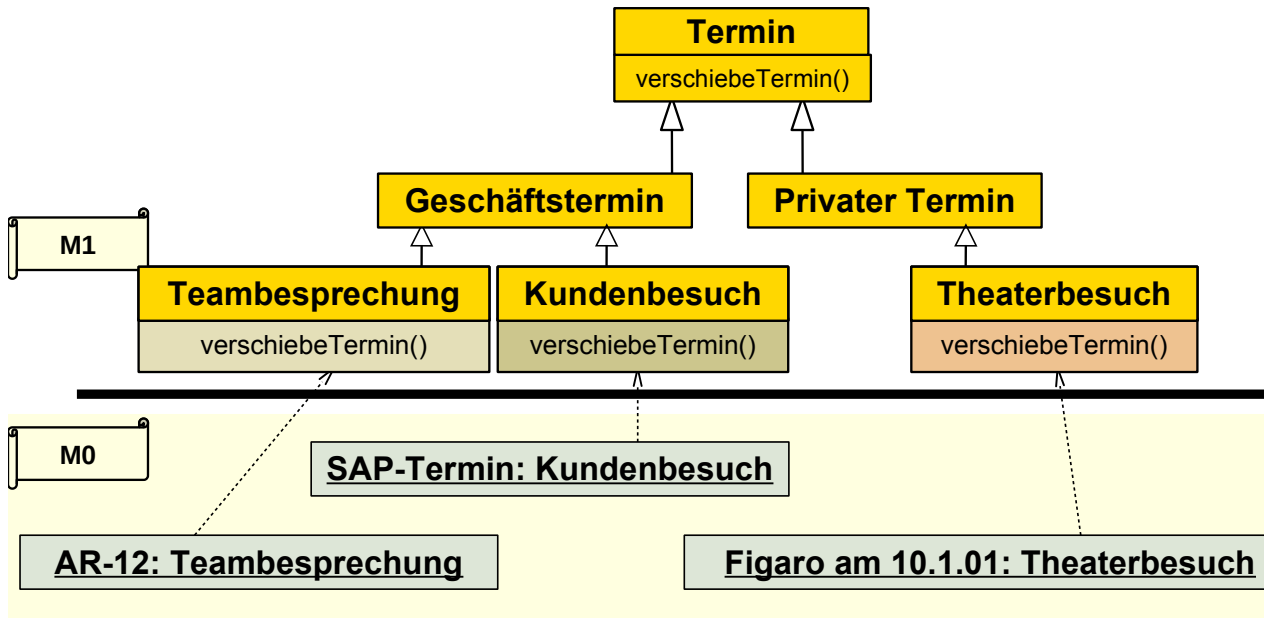 Termin
verschiebeTermin()
Geschäftstermin
Privater Termin
M1
Teambesprechung
Kundenbesuch
Theaterbesuch
verschiebeTermin()
verschiebeTermin()
verschiebeTermin()
M0
SAP-Termin: Kundenbesuch
AR-12: Teambesprechung
Figaro am 10.1.01: Theaterbesuch